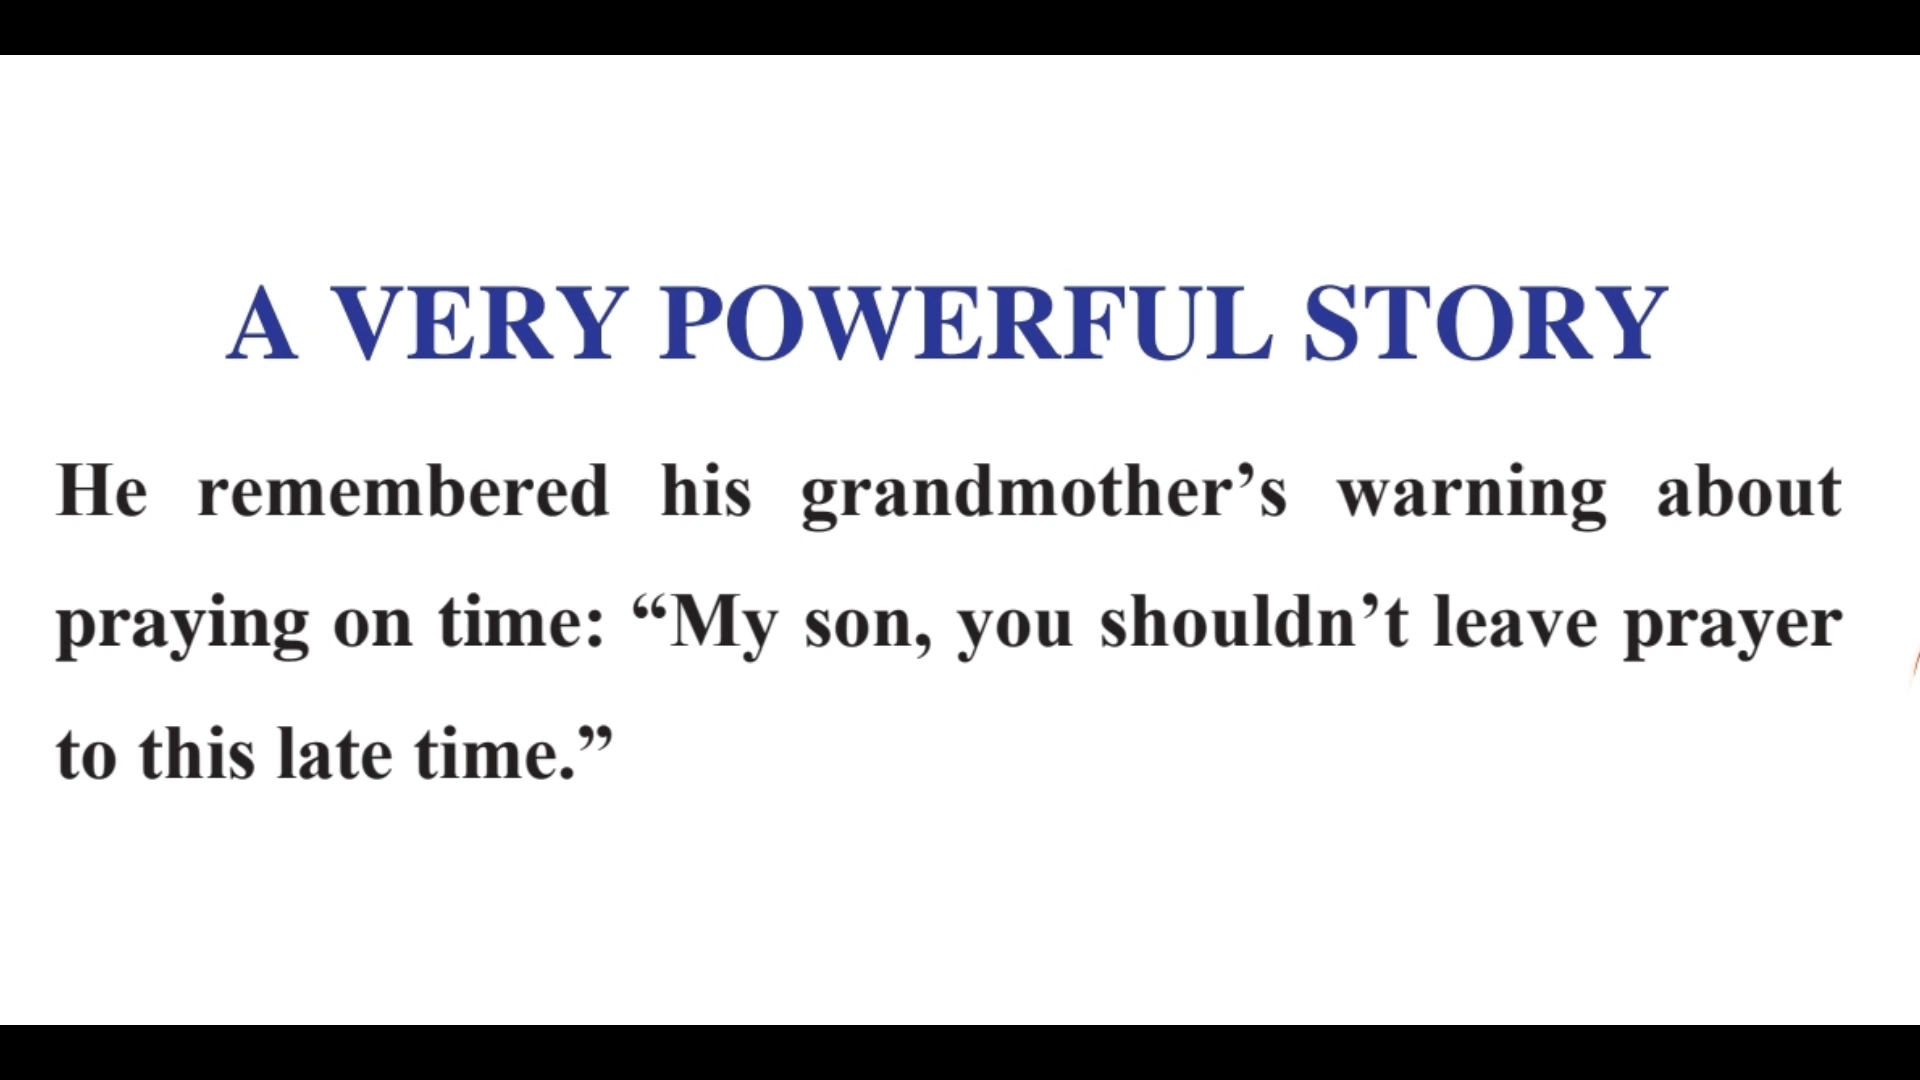 A VERY POWERFUL STORY
He remembered his grandmother’s warning about
praying on time: “My son, you shouldn’t leave prayer
to this late time.”